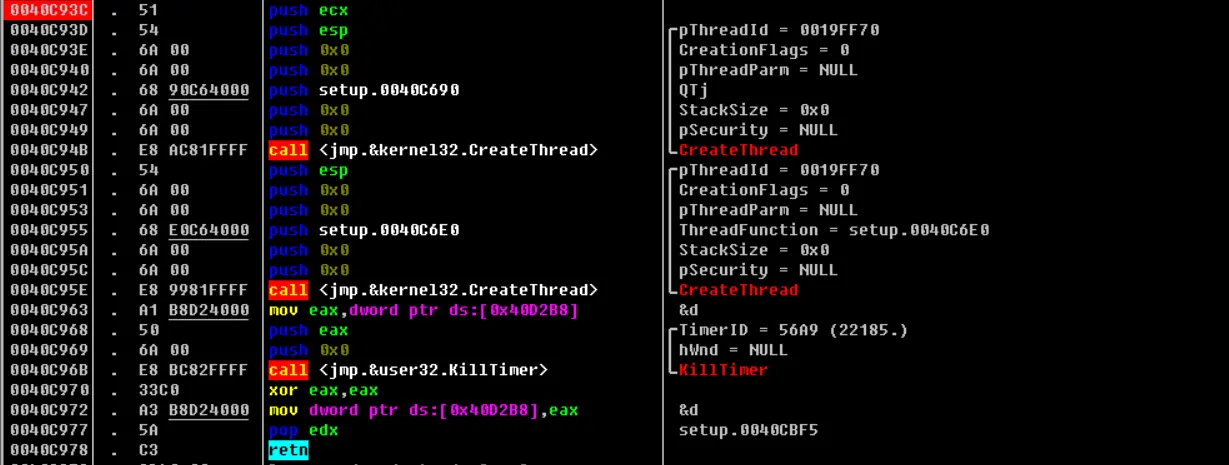 0040C93C . 51 push ecx
0040C93D . 54 push esp pThreadId = 0019FF70
0040C93E . 6A 00 push 0x0 CreationFlags = 0
0040C940 . 6A 00 push 0x0 pThreadParm = NULL
0040C942 . 68 90C64000 push setup.0040C690 QTj
0040C947 . 6A 00 push 0x0 StackSize = 0x0
0040C949 . 6A 00 push 0x0 pSecurity = NULL
0040C94B . E8 AC81FFFF call <jmp.&kernel32.CreateThread> CreateThread
0040C950 . 54 push esp pThreadId = 0019FF70
0040C951 . 6A 00 push 0x0 CreationFlags = 0
0040C953 . 6A 00 push 0x0 pThreadParm = NULL
0040C955 . 68 E0C64000 push setup.0040C6E0 ThreadFunction = setup.0040C6E0
0040C95A . 6A 00 push 0x0 StackSize = 0x0
0040C95C . 6A 00 push 0x0 pSecurity = NULL
0040C95E . E8 9981FFFF call <jmp.&kernel32.CreateThread> CreateThread
0040C963 . A1 B8D24000 mov eax,dword ptr ds:[0x40D2B8] &d
0040C968 . 50 push eax TimerID = 56A9 (22185.)
0040C969 . 6A 00 push 0x0 hWnd = NULL
0040C96B . E8 BC82FFFF call <jmp.&user32.KillTimer> KillTimer
0040C970 . 33C0 xor eax,eax
0040C972 . A3 B8D24000 mov dword ptr ds:[0x40D2B8],eax &d
0040C977 . 5A pop edx setup.0040CBF5
0040C978 . C3 retn